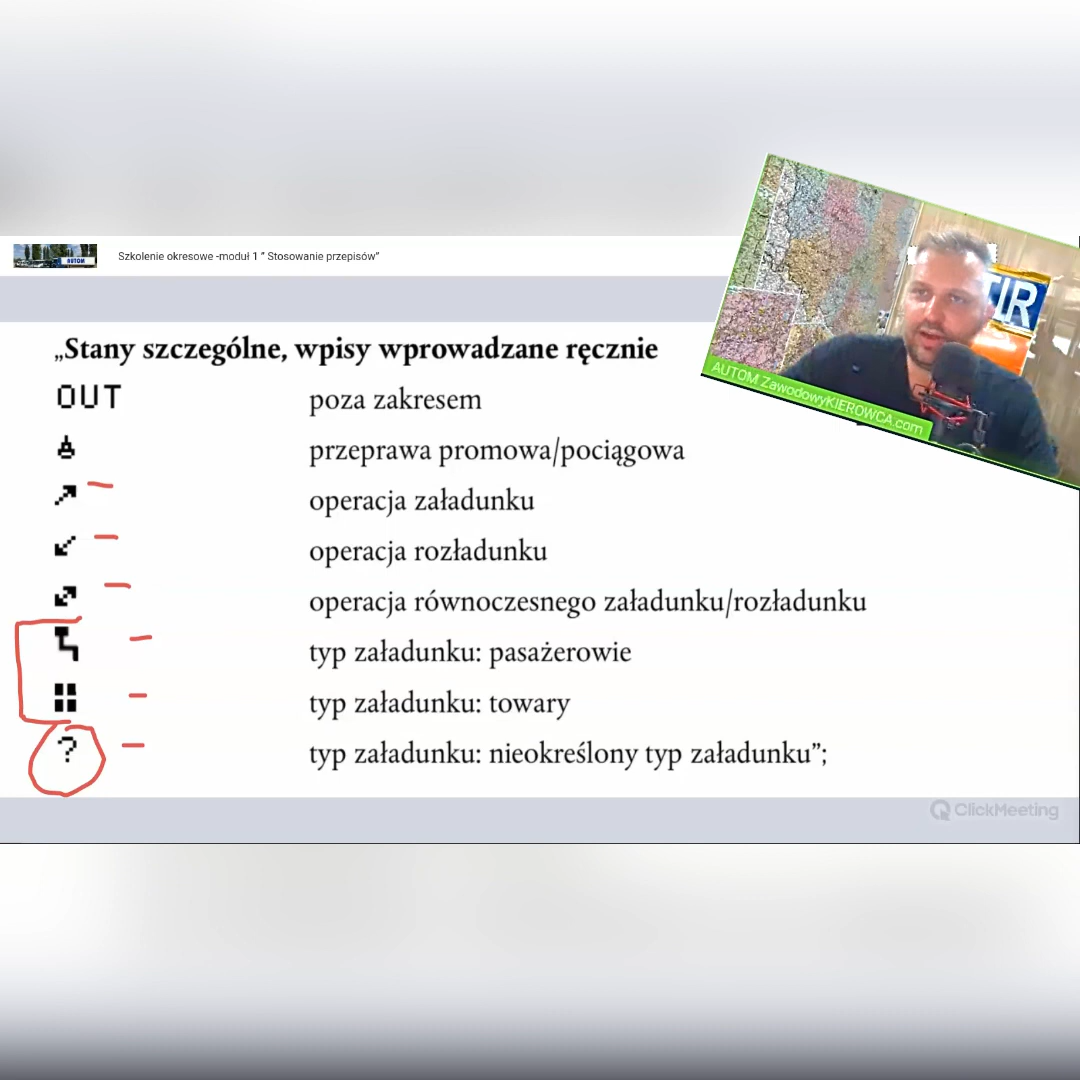 AUTOM
Szkolenie okresowe -moduł 1 " Stosowanie przepisów"
TIR
AUTOM ZawodowyKIEROWCA.com
„Stany szczególne, wpisy wprowadzane ręcznie
OUT poza zakresem
przeprawa promowa/pociągowa
operacja załadunku
operacja rozładunku
operacja równoczesnego załadunku/rozładunku
typ załadunku: pasażerowie
typ załadunku: towary
? typ załadunku: nieokreślony typ załadunku”;
ClickMeeting